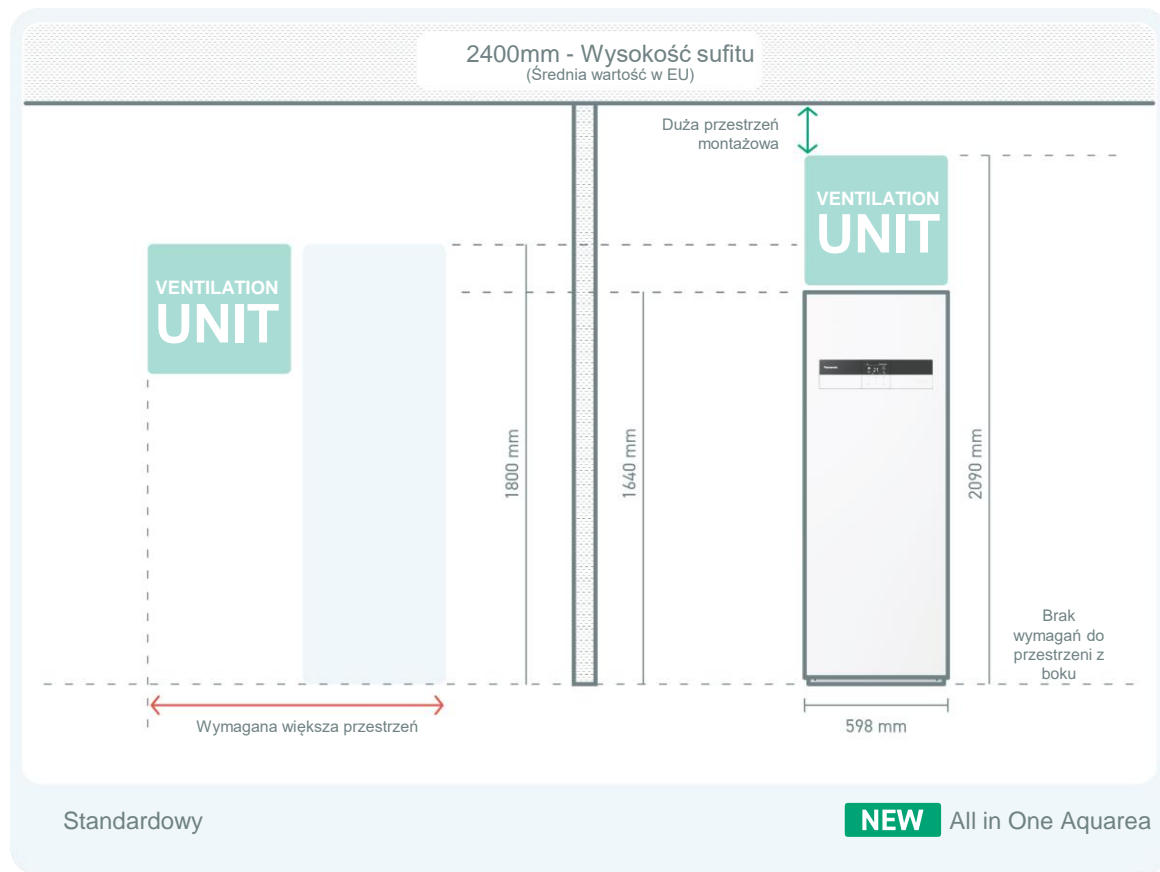 2400mm - Wysokość sufitu
(Średnia wartość w EU)
Duża przestrzeń
montażowa
VENTILATION
UNIT
VENTILATION
UNIT
Panasonic
1800 mm
1640 mm
2090 mm
Brak
wymagań do
przestrzeni z
boku
Wymagana większa przestrzeń
598 mm
Standardowy
NEW All in One Aquarea